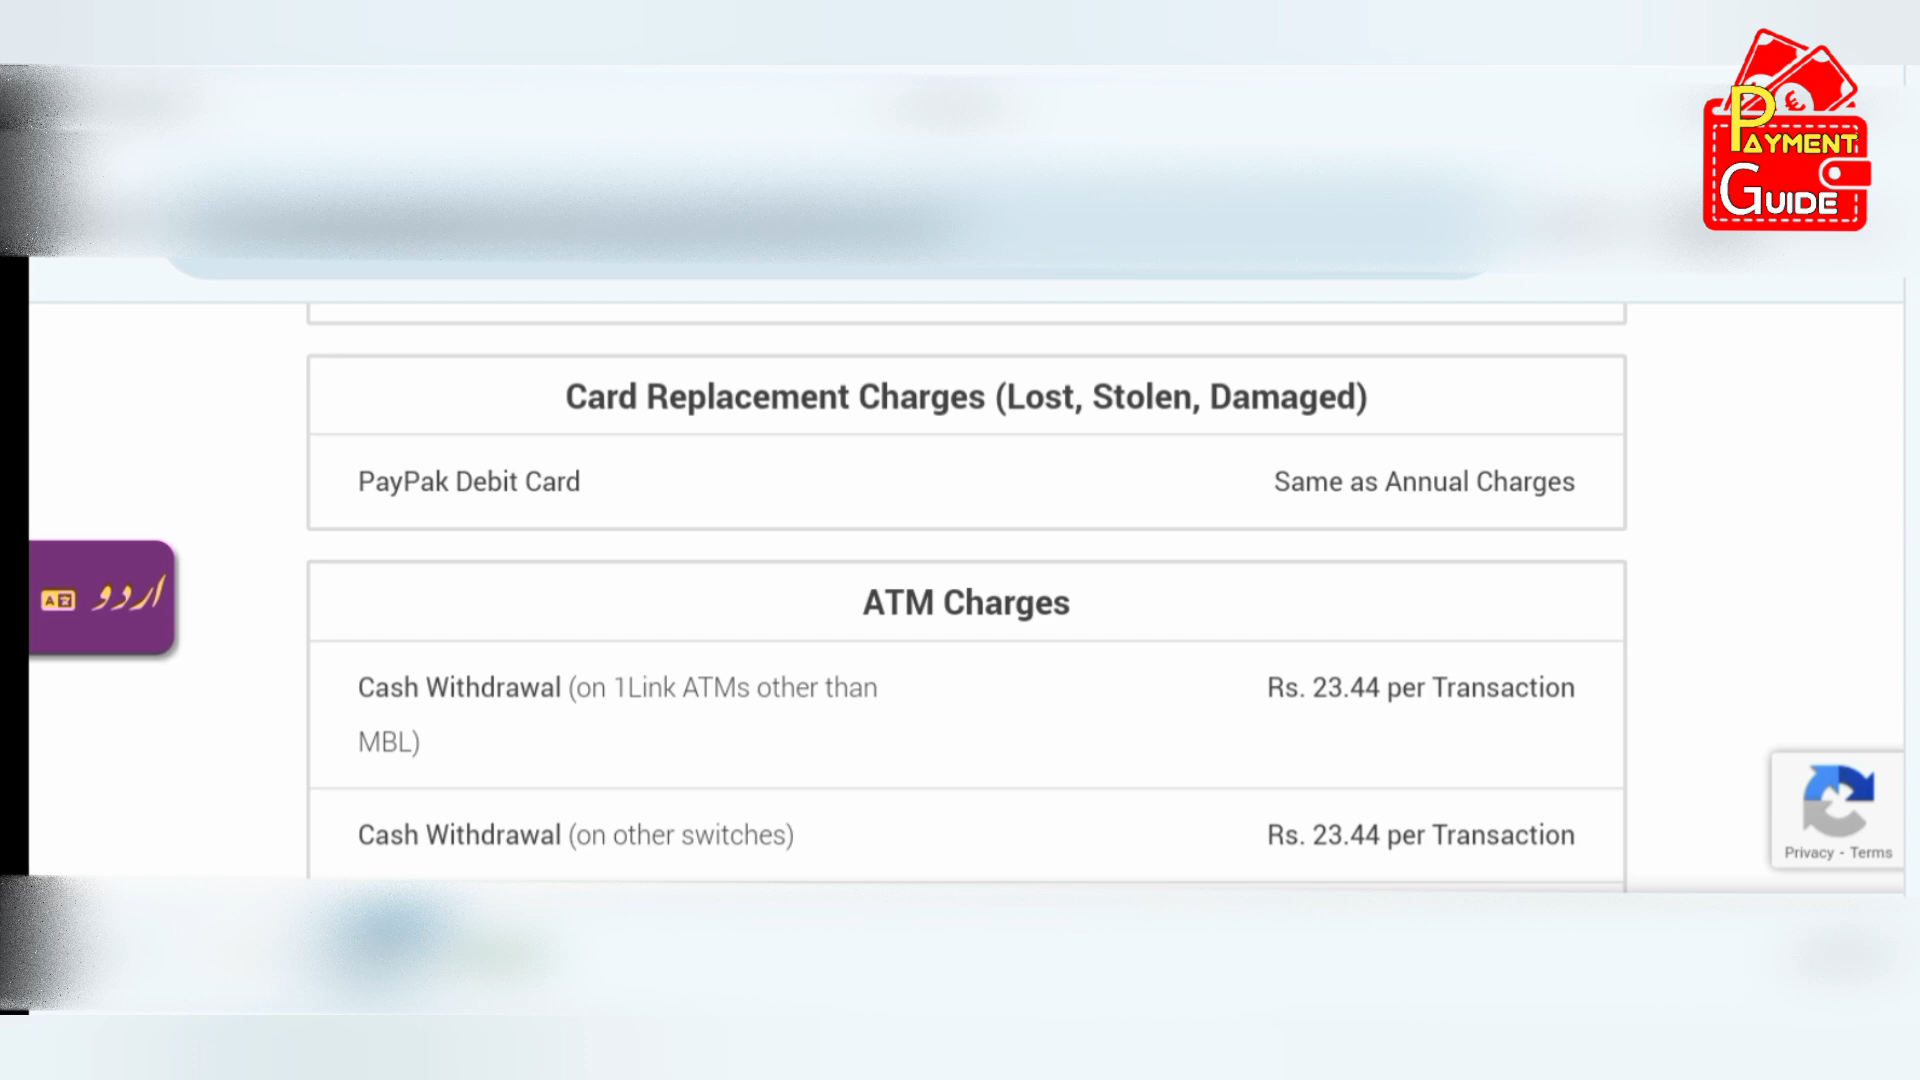 PAYMENT
GUIDE
Card Replacement Charges (Lost, Stolen, Damaged)
PayPak Debit Card
Same as Annual Charges
اردو
ATM Charges
Cash Withdrawal (on 1Link ATMs other than
MBL)
Rs. 23.44 per Transaction
Cash Withdrawal (on other switches)
Rs. 23.44 per Transaction
Privacy - Terms